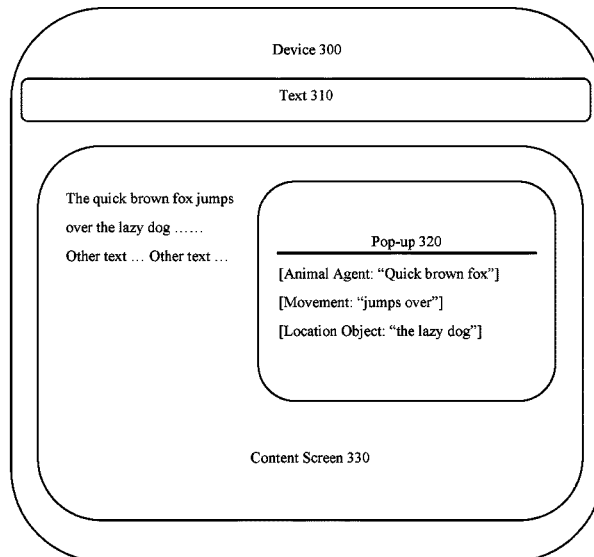 Device 300
Text 310
The quick brown fox jumps
over the lazy dog ……
Other text … Other text …
Pop-up 320
[Animal Agent: “Quick brown fox”]
[Movement: “jumps over”]
[Location Object: “the lazy dog”]
Content Screen 330